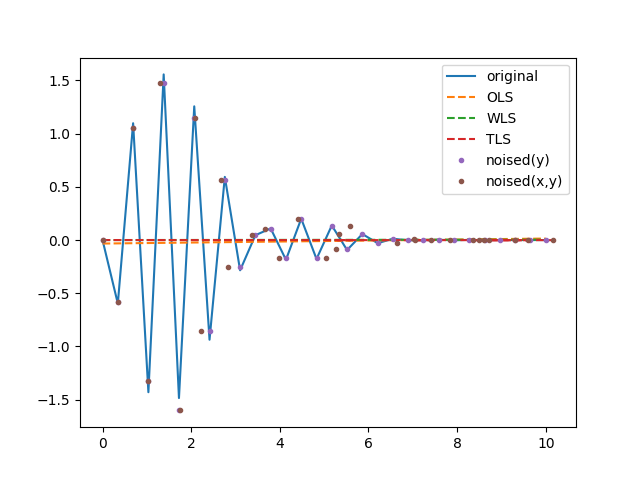 original
OLS
WLS
TLS
noised(y)
noised(x,y)
1.5
1.0
0.5
0.0
−0.5
−1.0
−1.5
0 2 4 6 8 10